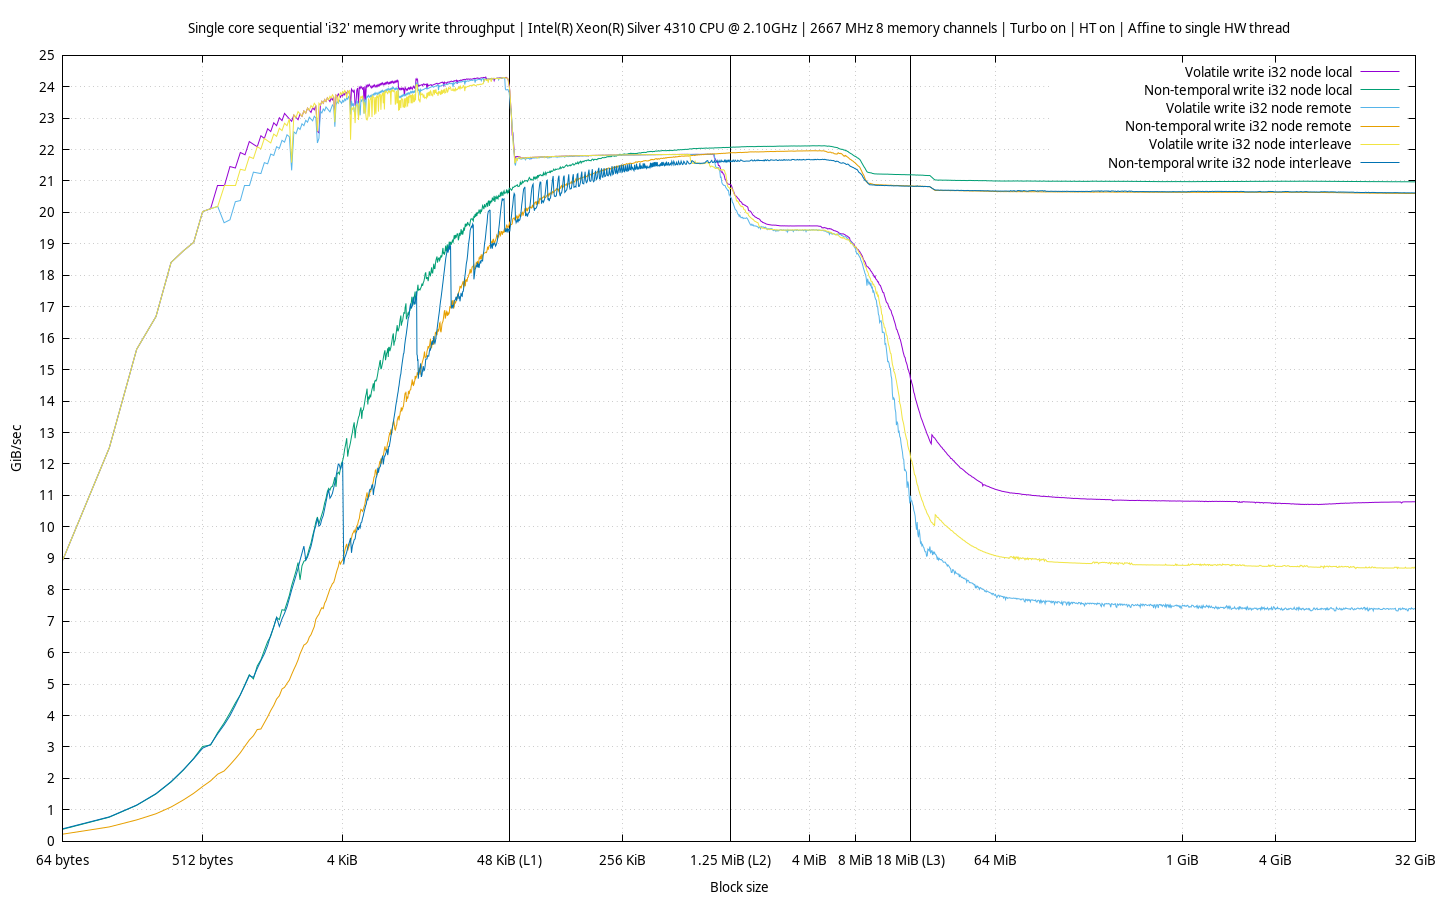 Single core sequential 'i32' memory write throughput | Intel(R) Xeon(R) Silver 4310 CPU @ 2.10GHz | 2667 MHz 8 memory channels | Turbo on | HT on | Affine to single HW thread
25
24
23
22
21
20
19
18
17
16
15
14
13
12
11
10
9
8
7
6
5
4
3
2
1
0
GiB/sec
Volatile write i32 node local
Non-temporal write i32 node local
Volatile write i32 node remote
Non-temporal write i32 node remote
Volatile write i32 node interleave
Non-temporal write i32 node interleave
64 bytes 512 bytes 4 KiB 48 KiB (L1) 256 KiB 1.25 MiB (L2) 4 MiB 8 MiB 18 MiB (L3) 64 MiB 1 GiB 4 GiB 32 GiB
Block size